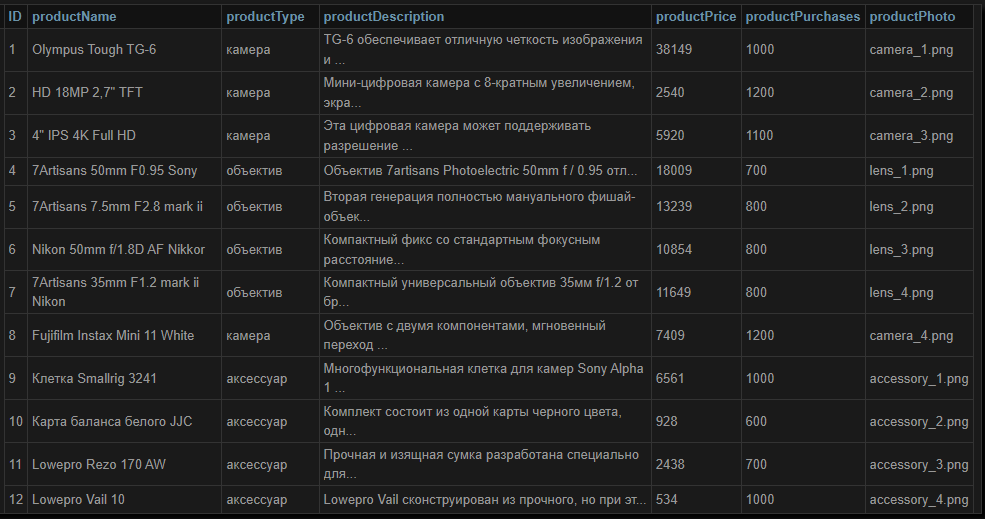 ID productName productType productDescription productPrice productPurchases productPhoto
1 Olympus Tough TG-6 камера TG-6 обеспечивает отличную четкость изображения 38149 1000 camera_1.png
и ...
2 HD 18MP 2,7" TFT камера Мини-цифровая камера с 8-кратным увеличением, 2540 1200 camera_2.png
экра...
3 4" IPS 4K Full HD камера Эта цифровая камера может поддерживать 5920 1100 camera_3.png
разрешение ...
4 7Artisans 50mm F0.95 Sony объектив Объектив 7artisans Photoelectric 50mm f / 0.95 отл... 18009 700 lens_1.png
5 7Artisans 7.5mm F2.8 mark ii объектив Вторая генерация полностью мануального фишай- 13239 800 lens_2.png
объек...
6 Nikon 50mm f/1.8D AF Nikkor объектив Компактный фикс со стандартным фокусным 10854 800 lens_3.png
расстояние...
7 7Artisans 35mm F1.2 mark ii объектив Компактный универсальный объектив 35мм f/1.2 от 11649 800 lens_4.png
Nikon бр...
8 Fujifilm Instax Mini 11 White камера Объектив с двумя компонентами, мгновенный 7409 1200 camera_4.png
переход ...
9 Клетка Smallrig 3241 аксессуар Многофункциональная клетка для камер Sony Alpha 6561 1000 accessory_1.png
1 ...
10 Карта баланса белого JJC аксессуар Комплект состоит из одной карты черного цвета, 928 600 accessory_2.png
одн...
11 Lowepro Rezo 170 AW аксессуар Прочная и изящная сумка разработана специально 2438 700 accessory_3.png
для...
12 Lowepro Vail 10 аксессуар Lowepro Vail сконструирован из прочного, но при эт... 534 1000 accessory_4.png